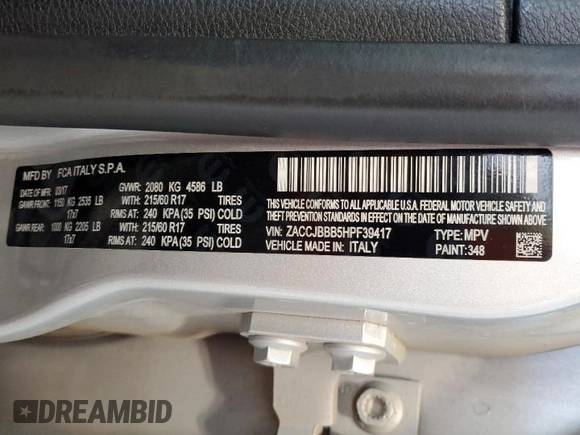 MFD BY FCA ITALY S.P.A.
DATE OF MFR: 03/17 GVWR: 2080 KG 4586 LB
GAWR FRONT: 1150 KG 2535 LB WITH 215/60 R17 TIRES
17x7 RIMS AT 240 KPA (35 PSI) COLD
GAWR REAR: 1000 KG 2205 LB WITH 215/60 R17 TIRES
17x7 RIMS AT 240 KPA (35 PSI) COLD
THIS VEHICLE CONFORMS TO ALL APPLICABLE
U.S.A. FEDERAL MOTOR VEHICLE SAFETY,
BUMPER, AND THEFT PREVENTION STANDARDS IN
EFFECT ON THE DATE OF MANUFACTURE SHOWN ABOVE.
VIN: ZACCJBBB5HPF39417 TYPE: MPV
VEHICLE MADE IN: ITALY PAINT: 348
DREAMBID